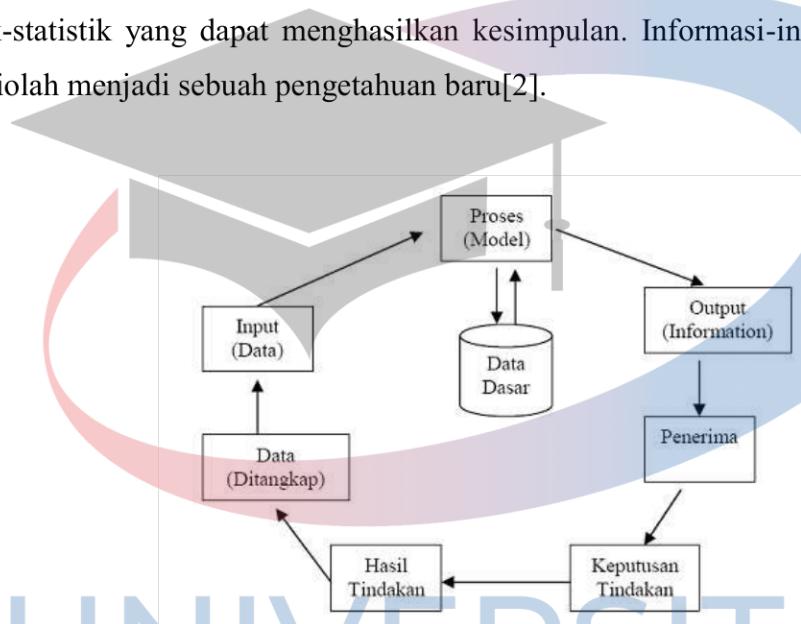 -statistik yang dapat menghasilkan kesimpulan. Informasi-in
iolah menjadi sebuah pengetahuan baru[2].
Proses
(Model)
Output
(Information)
Input
(Data)
Data
Dasar
Penerima
Data
(Ditangkap)
Hasil
Tindakan
Keputusan
Tindakan
UNIVERSIT